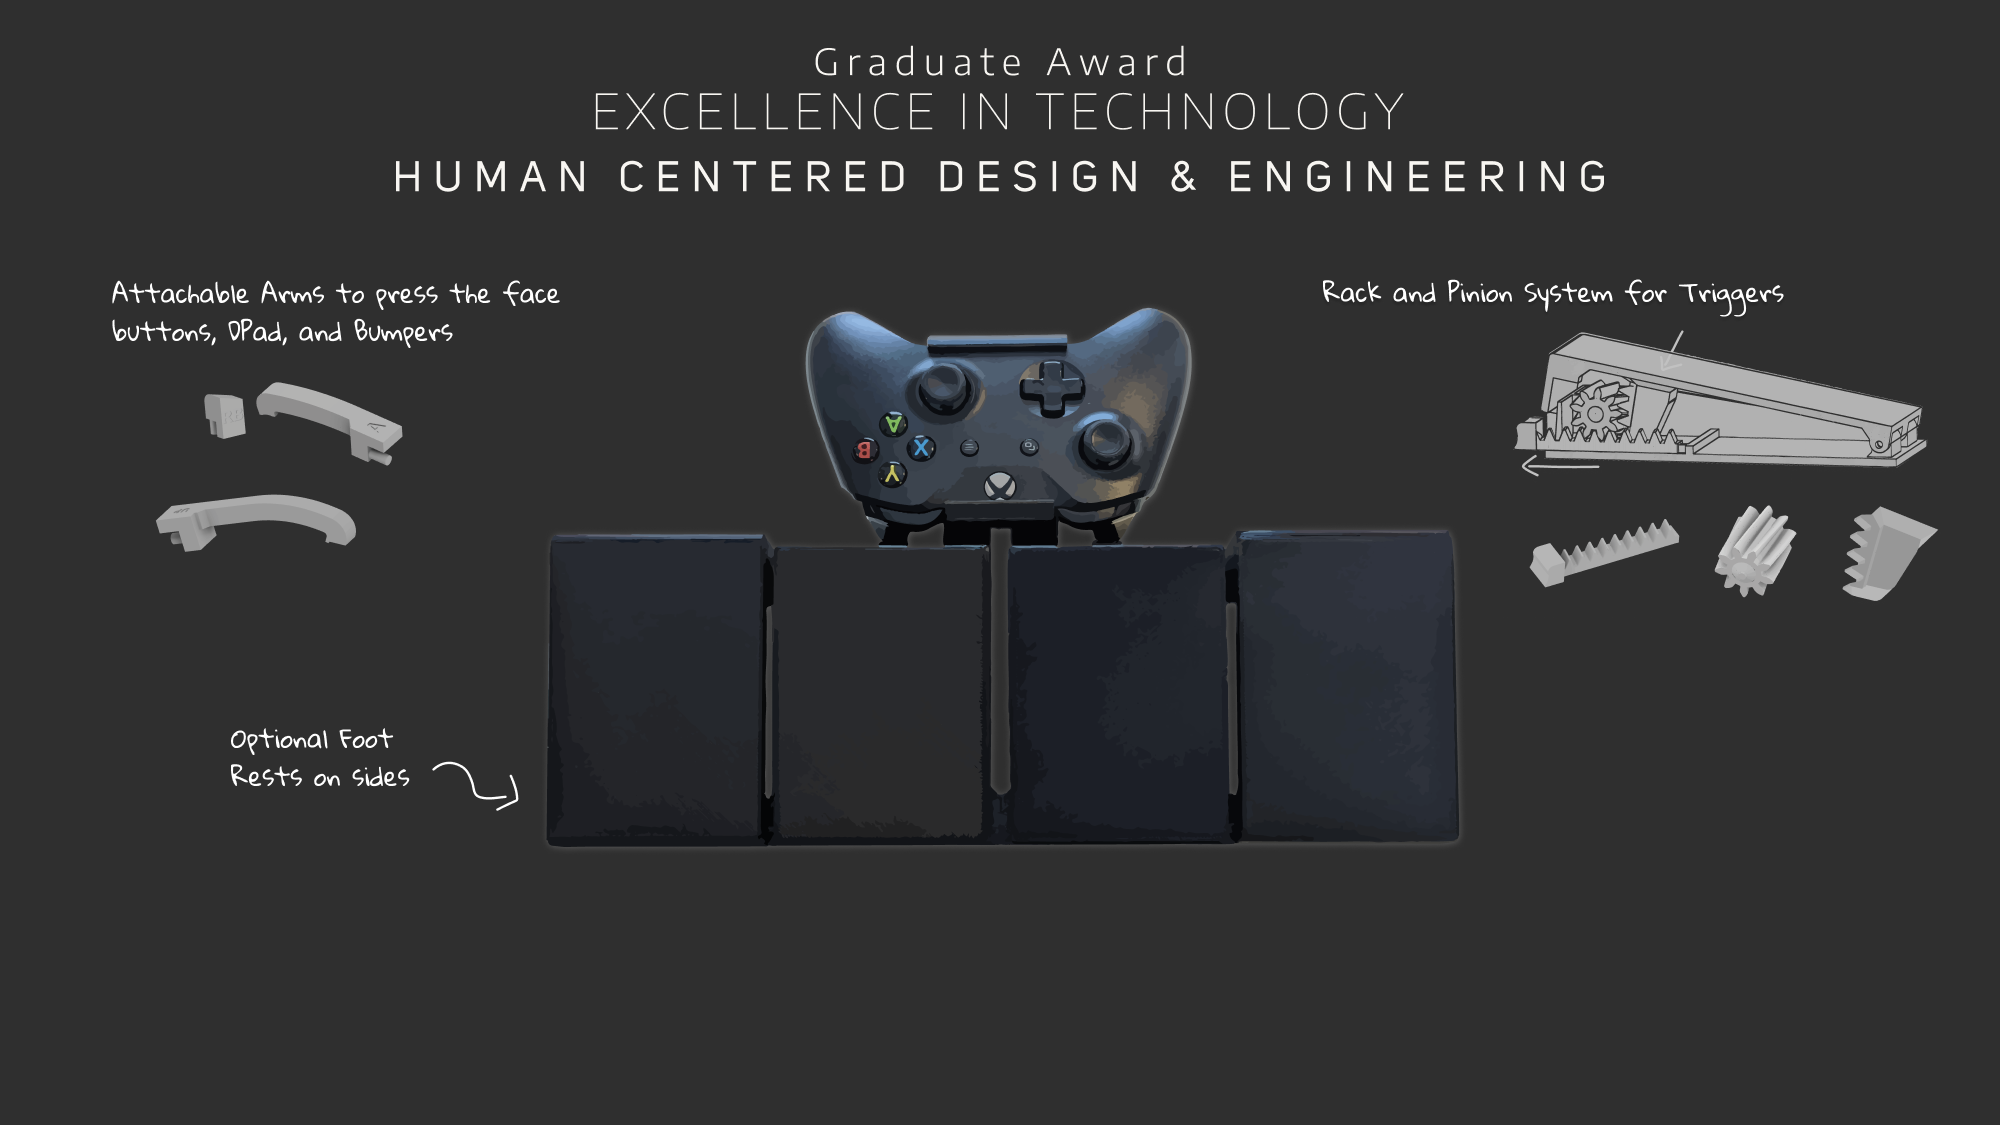 Graduate Award
EXCELLENCE IN TECHNOLOGY
HUMAN CENTERED DESIGN & ENGINEERING
Attachable Arms to press the face
buttons, DPad, and Bumpers
Rack and Pinion System for Triggers
A
B
X
Y
A
Optional Foot
Rests on sides